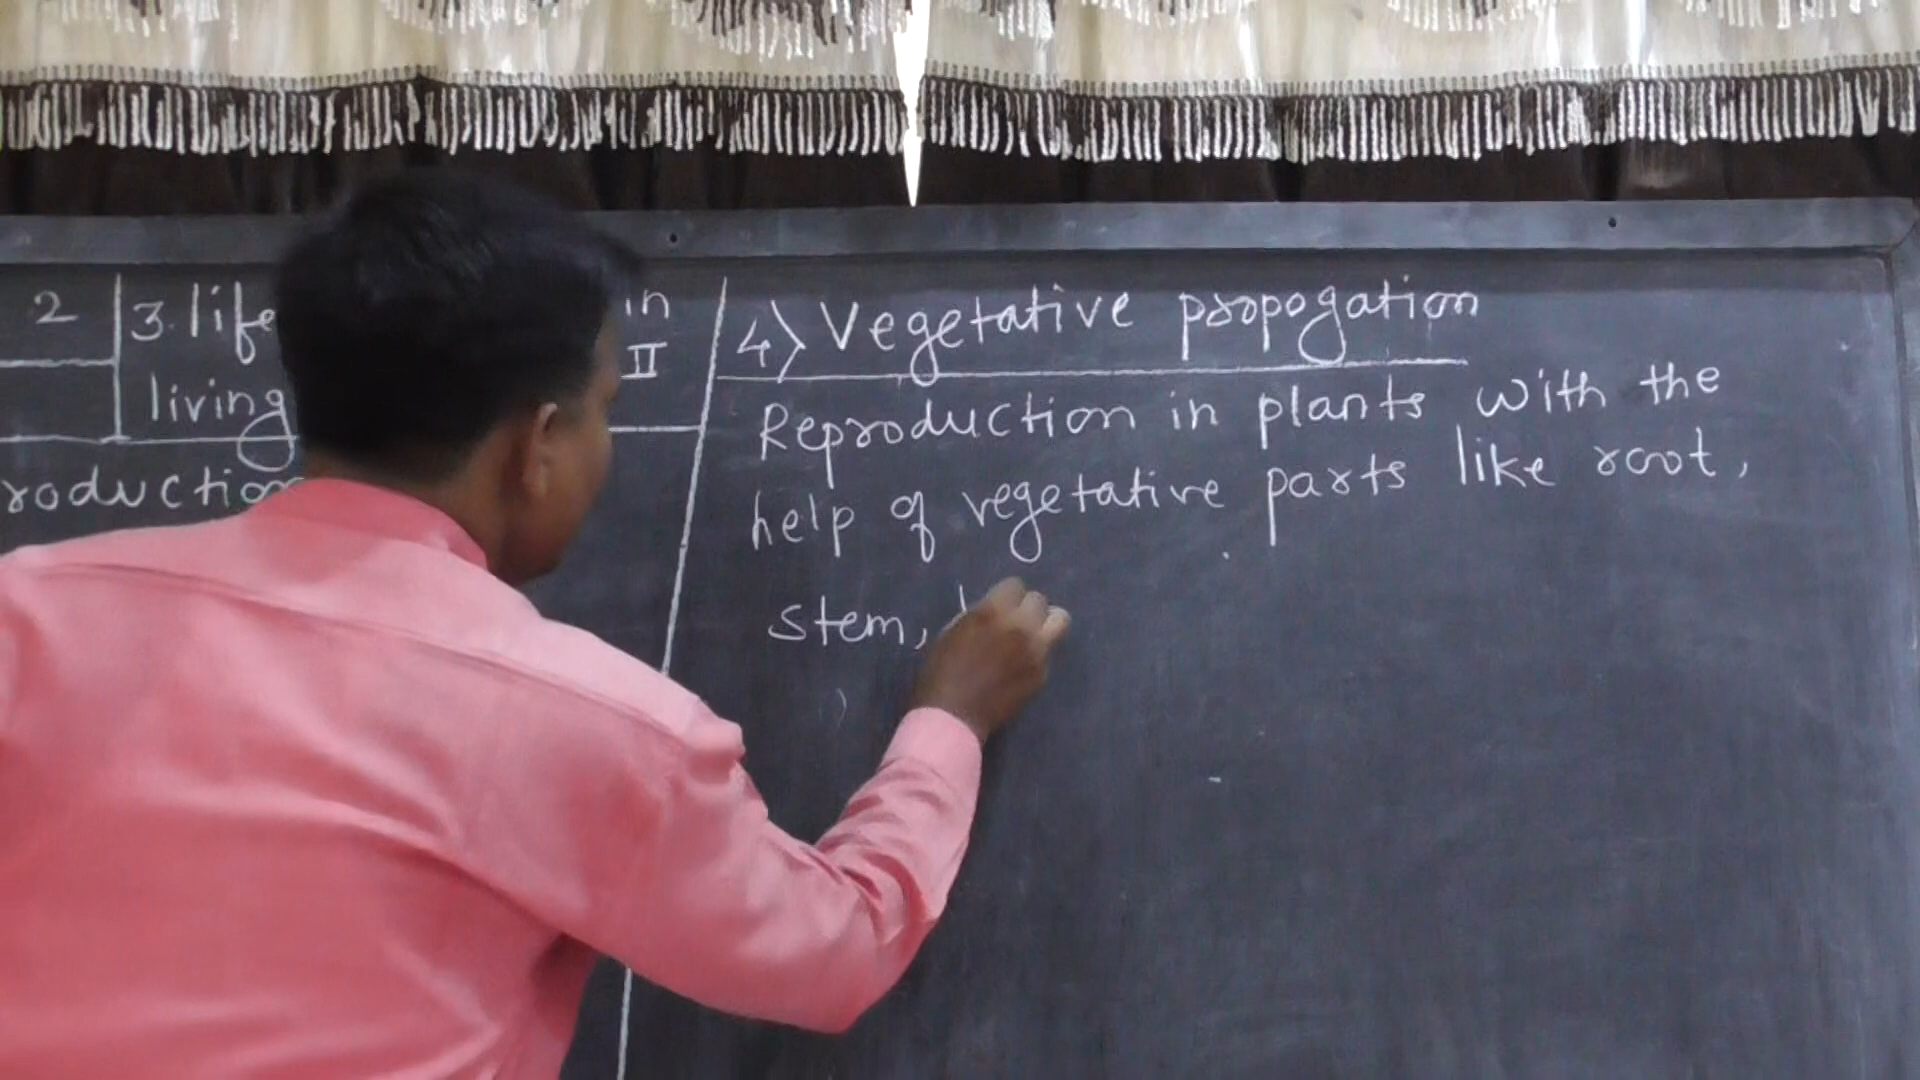 2
3. life in
II
living
roduction
4) Vegetative propogation
Reproduction in plants with the
help of vegetative parts like root,
stem,